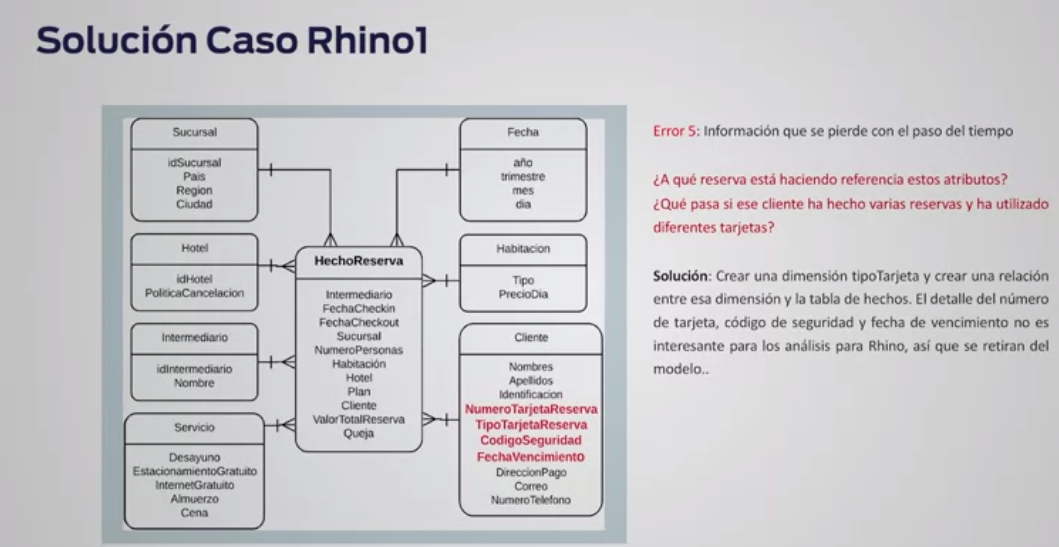 Solución Caso Rhino1
Sucursal
idSucursal
Pais
Region
Ciudad
Hotel
idHotel
PoliticaCancelacion
Intermediario
idIntermediario
Nombre
Servicio
Desayuno
EstacionamientoGratuito
InternetGratuito
Almuerzo
Cena
HechoReserva
Intermediario
FechaCheckin
FechaCheckout
Sucursal
NumeroPersonas
Habitación
Hotel
Plan
Cliente
ValorTotalReserva
Queja
Fecha
año
trimestre
mes
dia
Habitacion
Tipo
PrecioDia
Cliente
Nombres
Apellidos
Identificacion
NumeroTarjetaReserva
TipoTarjetaReserva
CodigoSeguridad
FechaVencimiento
DireccionPago
Correo
NumeroTelefono
Error 5: Información que se pierde con el paso del tiempo
¿A qué reserva está haciendo referencia estos atributos?
¿Qué pasa si ese cliente ha hecho varias reservas y ha utilizado
diferentes tarjetas?
Solución: Crear una dimensión tipoTarjeta y crear una relación
entre esa dimensión y la tabla de hechos. El detalle del número
de tarjeta, código de seguridad y fecha de vencimiento no es
interesante para los análisis para Rhino, así que se retiran del
modelo..